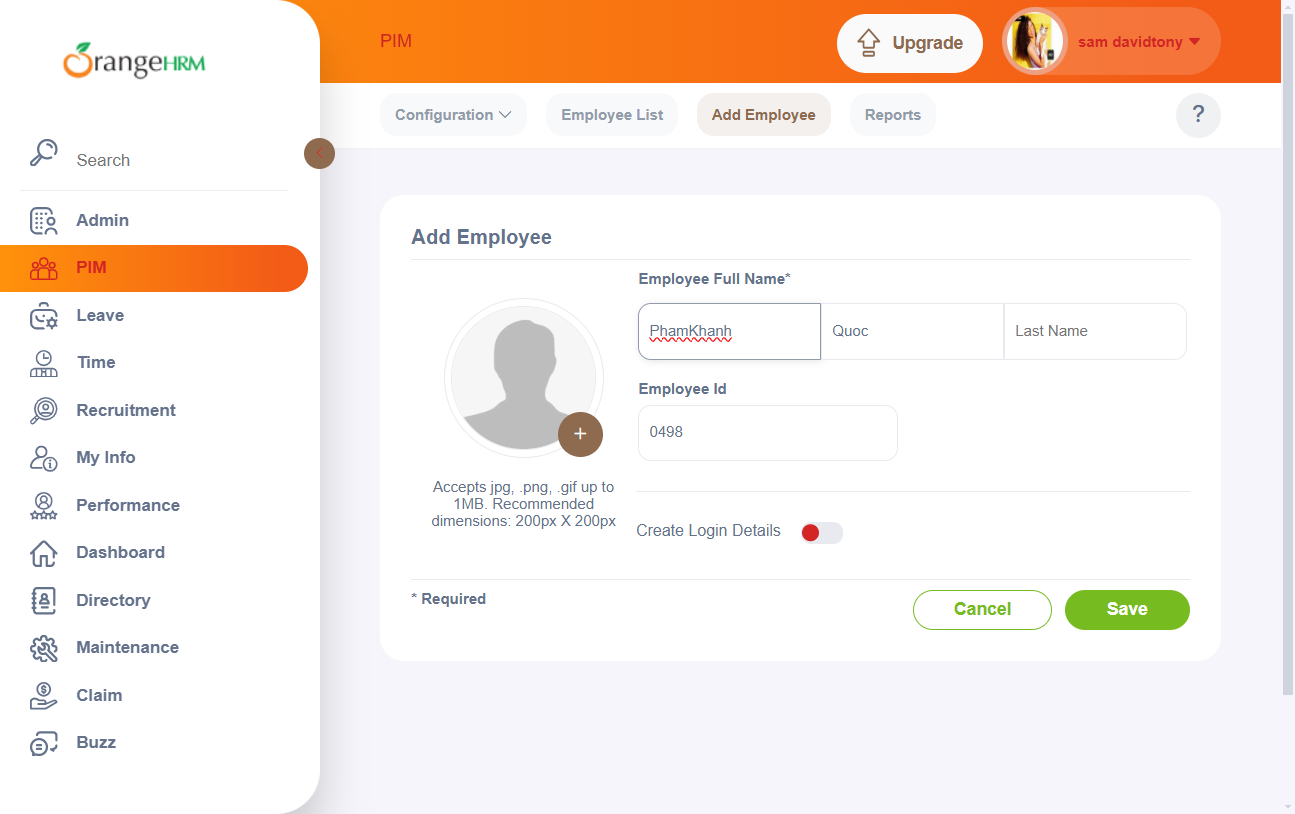 OrangeHRM
Search
Admin
PIM
Leave
Time
Recruitment
My Info
Performance
Dashboard
Directory
Maintenance
Claim
Buzz
PIM
Upgrade
sam davidtony
Configuration
Employee List
Add Employee
Reports
?
Add Employee
Employee Full Name*
PhamKhanh
Quoc
Last Name
Employee Id
0498
+
Accepts jpg, .png, .gif up to
1MB. Recommended
dimensions: 200px X 200px
Create Login Details
* Required
Cancel
Save